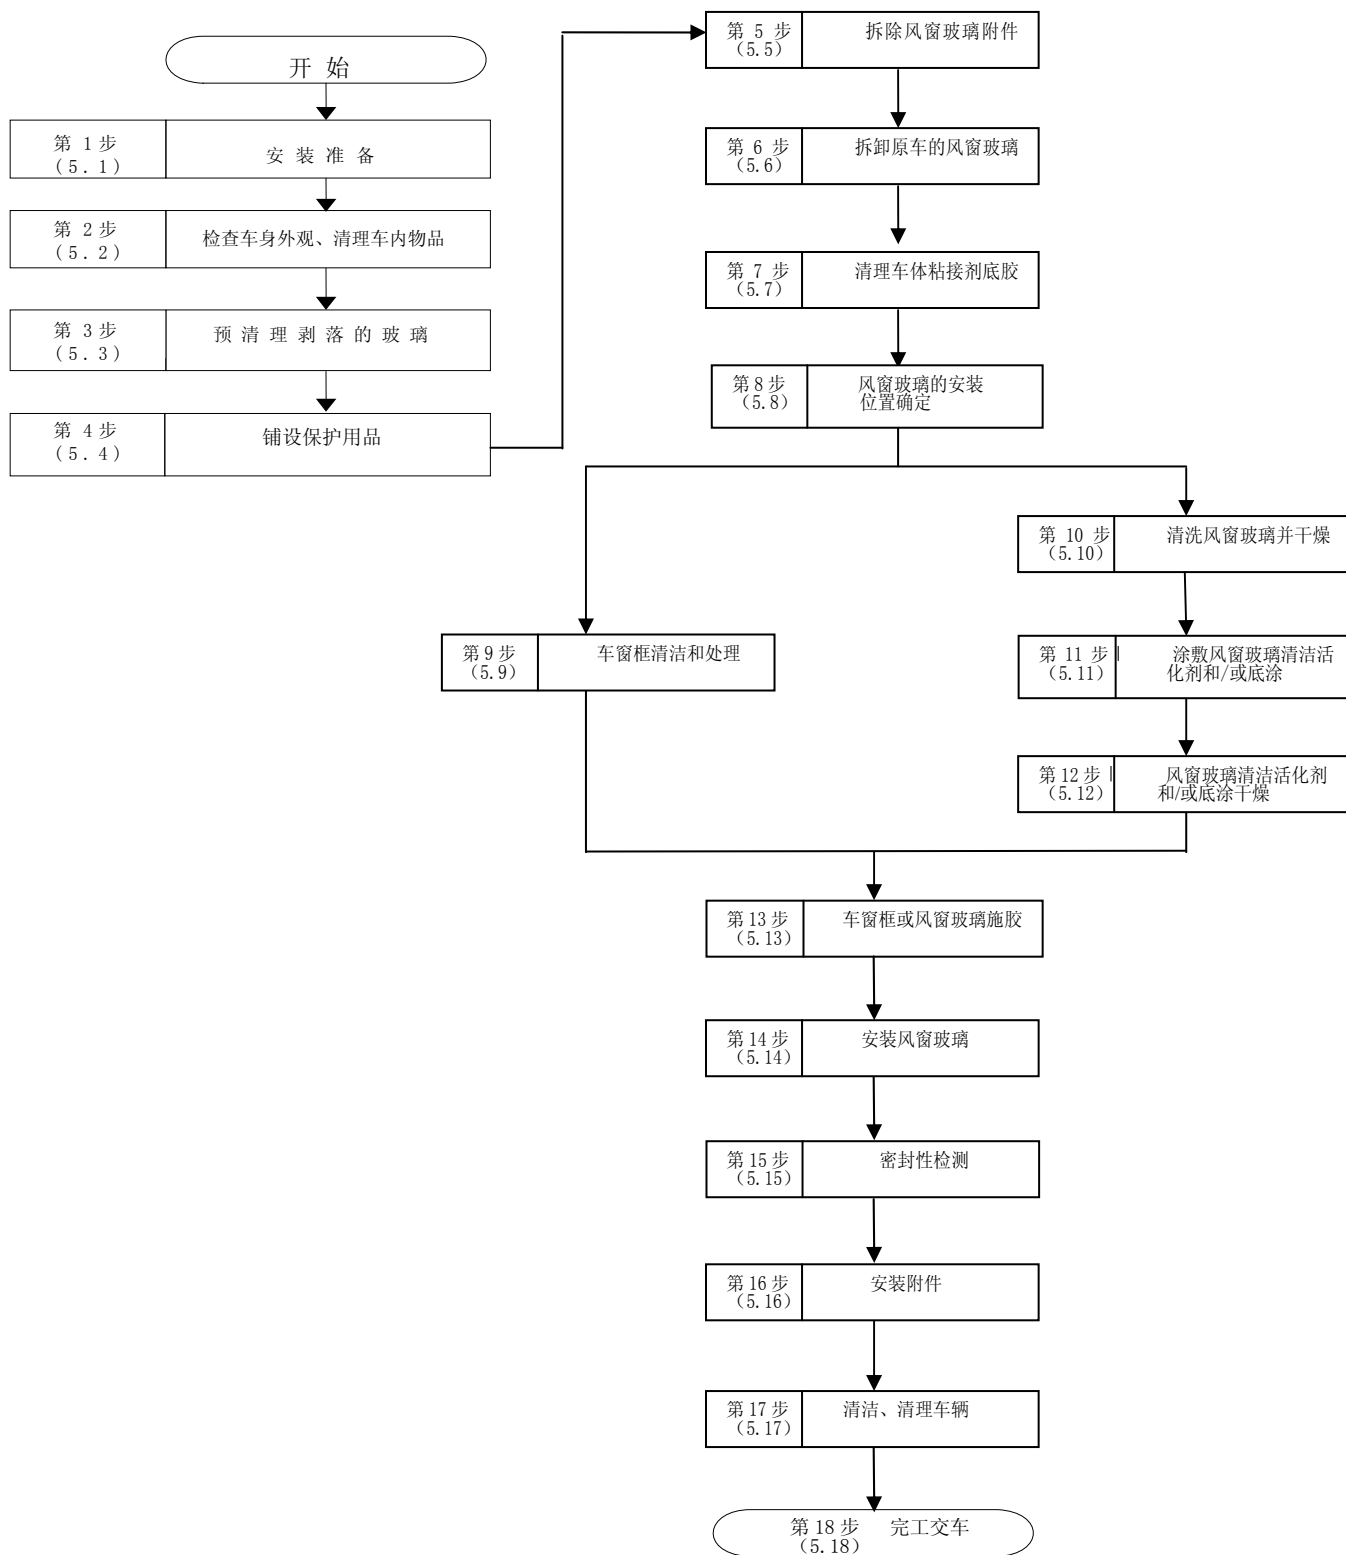 开 始
第 1 步
(5.1)
安 装 准 备
第 2 步
(5.2)
检查车身外观、清理车内物品
第 3 步
(5.3)
预 清 理 剥 落 的 玻 璃
第 4 步
(5.4)
铺设保护用品
第 5 步
(5.5)
拆除风窗玻璃附件
第 6 步
(5.6)
拆卸原车的风窗玻璃
第 7 步
(5.7)
清理车体粘接剂底胶
第 8 步
(5.8)
风窗玻璃的安装
位置确定
第 9 步
(5.9)
车窗框清洁和处理
第 10 步
(5.10)
清洗风窗玻璃并干燥
第 11 步
(5.11)
涂敷风窗玻璃清洁活
化剂和/或底涂
第 12 步
(5.12)
风窗玻璃清洁活化剂
和/或底涂干燥
第 13 步
(5.13)
车窗框或风窗玻璃施胶
第 14 步
(5.14)
安装风窗玻璃
第 15 步
(5.15)
密封性检测
第 16 步
(5.16)
安装附件
第 17 步
(5.17)
清洁、清理车辆
第 18 步 完工交车
(5.18)